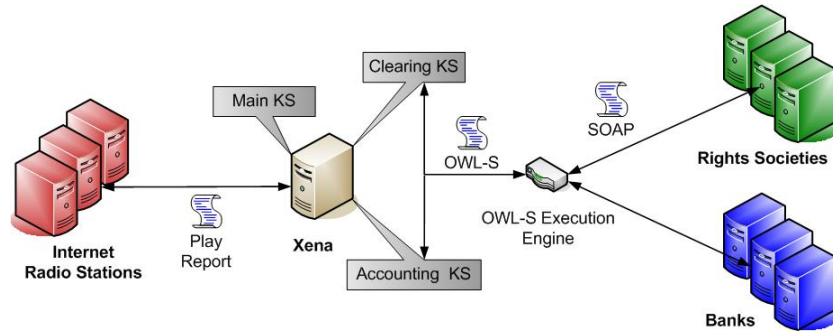 Clearing KS
Main KS
SOAP
OWL-S
Rights Societies
Internet
Radio Stations
Play
Report
Xena
OWL-S Execution
Engine
Accounting KS
Banks